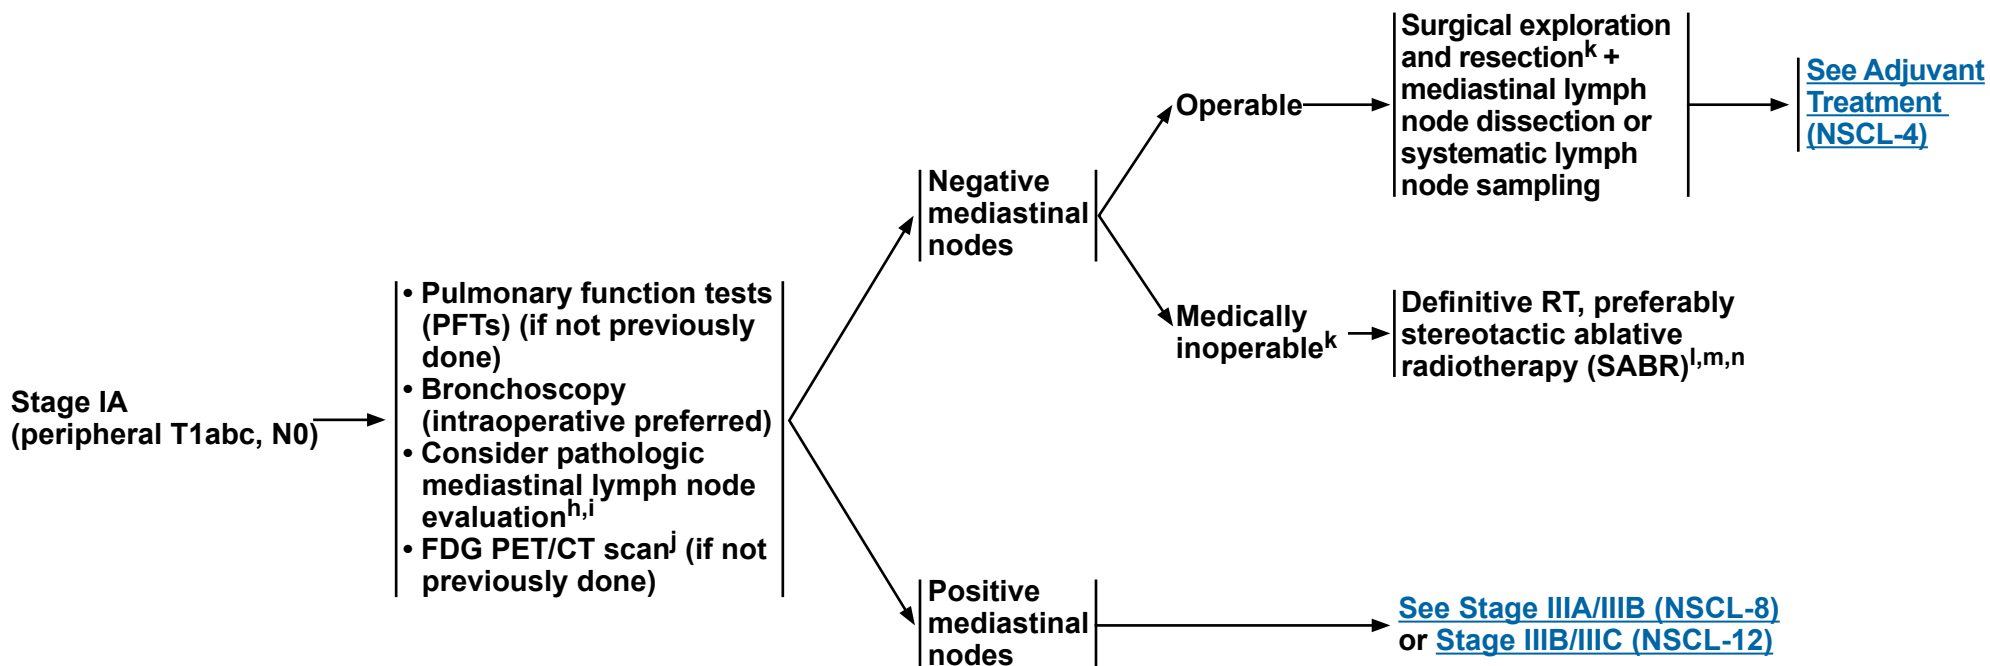 Stage IA
(peripheral T1abc, N0)
• Pulmonary function tests
(PFTs) (if not previously
done)
• Bronchoscopy
(intraoperative preferred)
• Consider pathologic
mediastinal lymph node
evaluationh,i
• FDG PET/CT scanj (if not
previously done)
Negative
mediastinal
nodes
Operable
Surgical exploration
and resectionk +
mediastinal lymph
node dissection or
systematic lymph
node sampling
See Adjuvant
Treatment
(NSCL-4)
Medically
inoperablek
Definitive RT, preferably
stereotactic ablative
radiotherapy (SABR)l,m,n
Positive
mediastinal
nodes
See Stage IIIA/IIIB (NSCL-8)
or Stage IIIB/IIIC (NSCL-12)